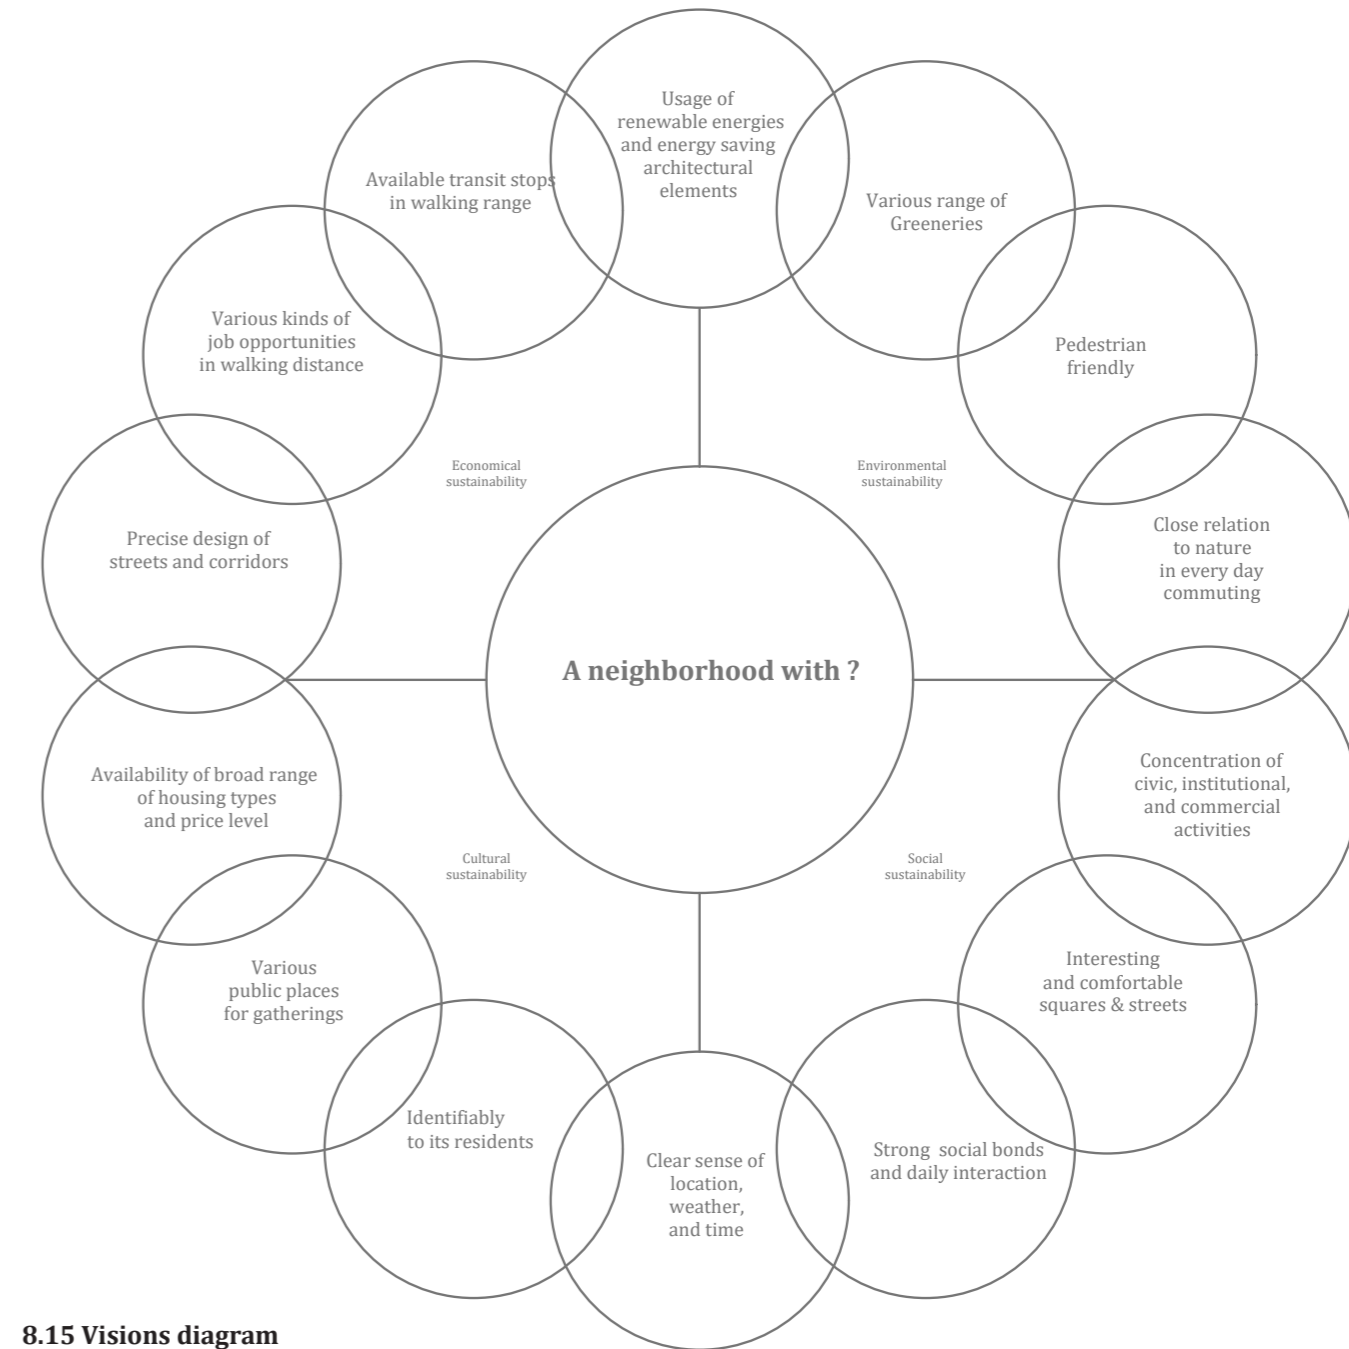 Usage of
renewable energies
and energy saving
architectural
elements
Available transit stops
in walking range
Various range of
Greeneries
Various kinds of
job opportunities
in walking distance
Pedestrian
friendly
Economical
sustainability
Environmental
sustainability
Precise design of
streets and corridors
Close relation
to nature
in every day
commuting
A neighborhood with ?
Availability of broad range
of housing types
and price level
Concentration of
civic, institutional,
and commercial
activities
Cultural
sustainability
Social
sustainability
Various
public places
for gatherings
Interesting
and comfortable
squares & streets
Identifiably
to its residents
Clear sense of
location,
weather,
and time
Strong social bonds
and daily interaction
8.15 Visions diagram